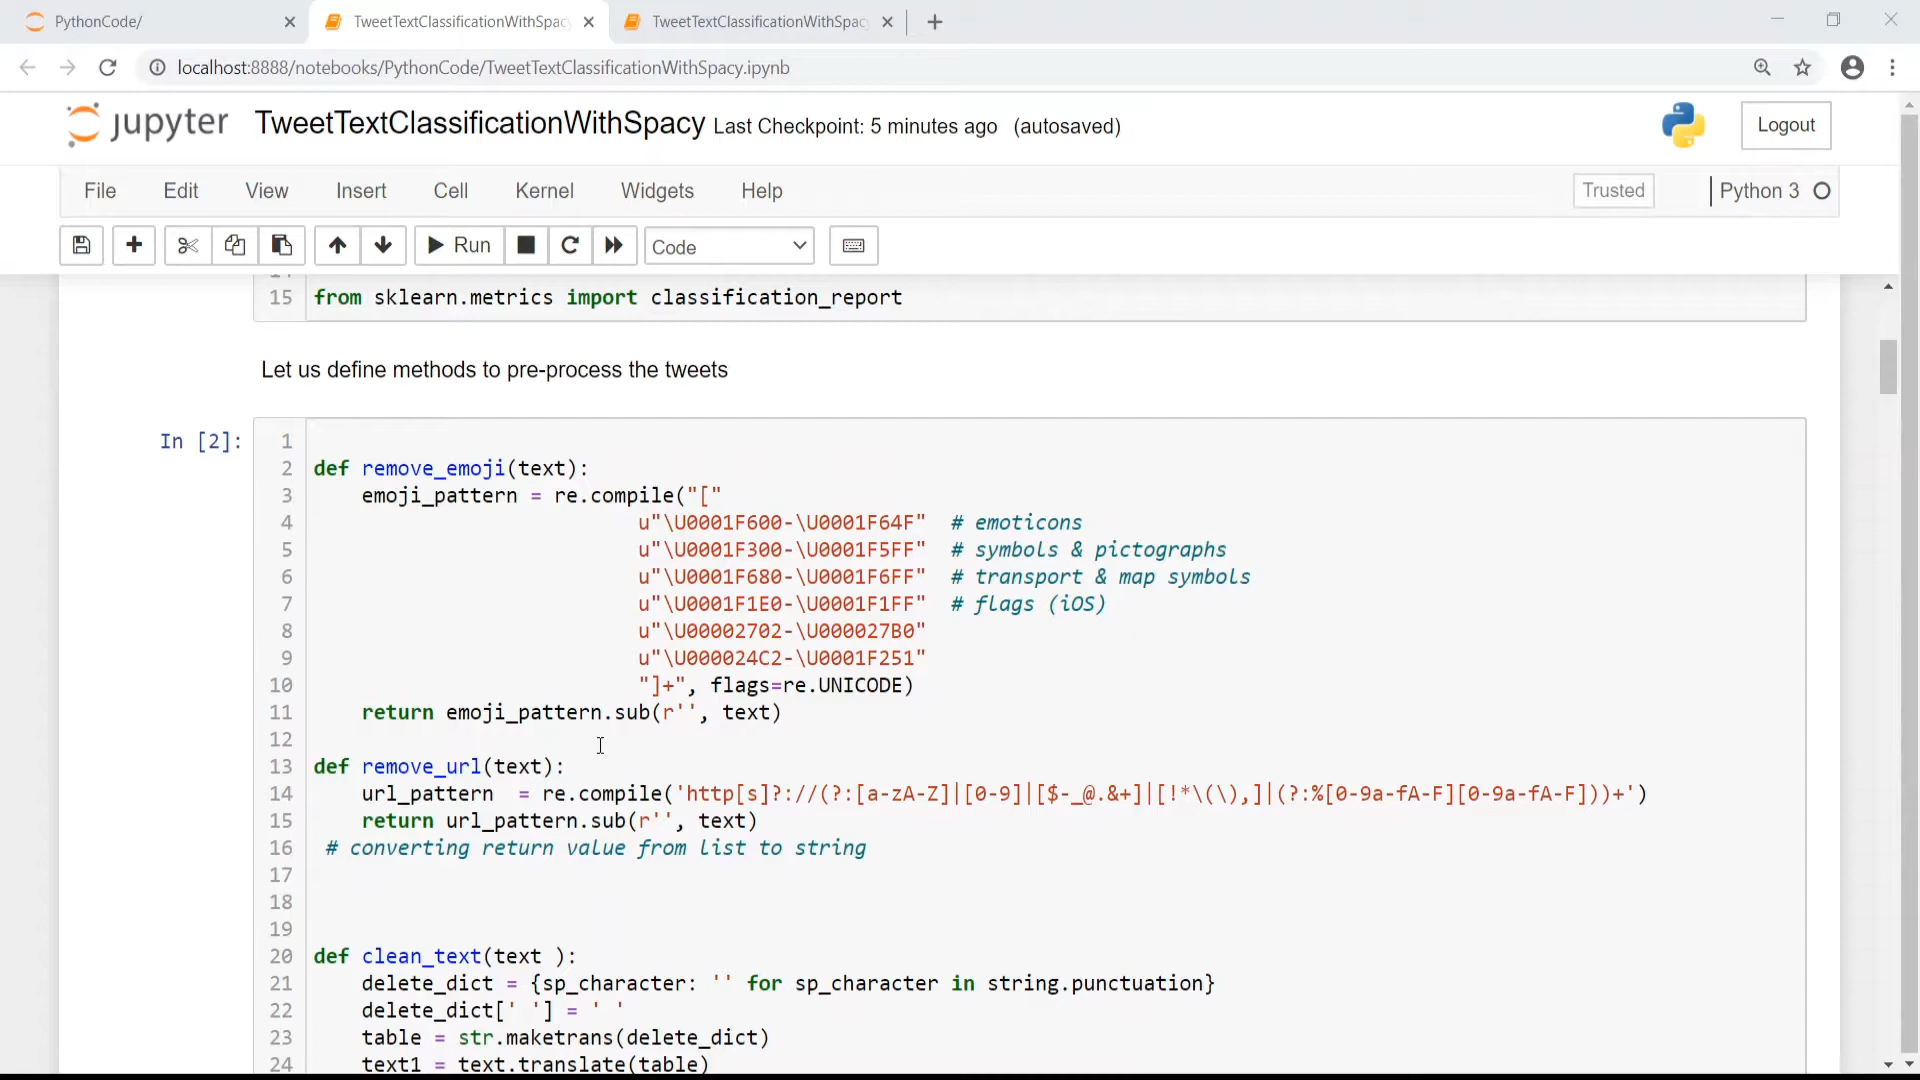 PythonCode/ TweetTextClassificationWithSpac TweetTextClassificationWithSpac
localhost:8888/notebooks/PythonCode/TweetTextClassificationWithSpacy.ipynb
jupyter TweetTextClassificationWithSpacy Last Checkpoint: 5 minutes ago (autosaved) Logout
File Edit View Insert Cell Kernel Widgets Help Trusted Python 3
Run Code
15 from sklearn.metrics import classification_report
Let us define methods to pre-process the tweets
In [2]: 1
2 def remove_emoji(text):
3     emoji_pattern = re.compile("["
4                            u"\U0001F600-\U0001F64F"  # emoticons
5                            u"\U0001F300-\U0001F5FF"  # symbols & pictographs
6                            u"\U0001F680-\U0001F6FF"  # transport & map symbols
7                            u"\U0001F1E0-\U0001F1FF"  # flags (iOS)
8                            u"\U00002702-\U000027B0"
9                            u"\U000024C2-\U0001F251"
10                            "]+", flags=re.UNICODE)
11     return emoji_pattern.sub(r'', text)
12
13 def remove_url(text):
14     url_pattern  = re.compile('http[s]?://(?:[a-zA-Z]|[0-9]|[$-_@.&+]|[!*\(\),]|(?:%[0-9a-fA-F][0-9a-fA-F]))+')
15     return url_pattern.sub(r'', text)
16  # converting return value from list to string
17
18
19
20 def clean_text(text ):
21     delete_dict = {sp_character: '' for sp_character in string.punctuation}
22     delete_dict[' '] = ' '
23     table = str.maketrans(delete_dict)
24     text1 = text.translate(table)